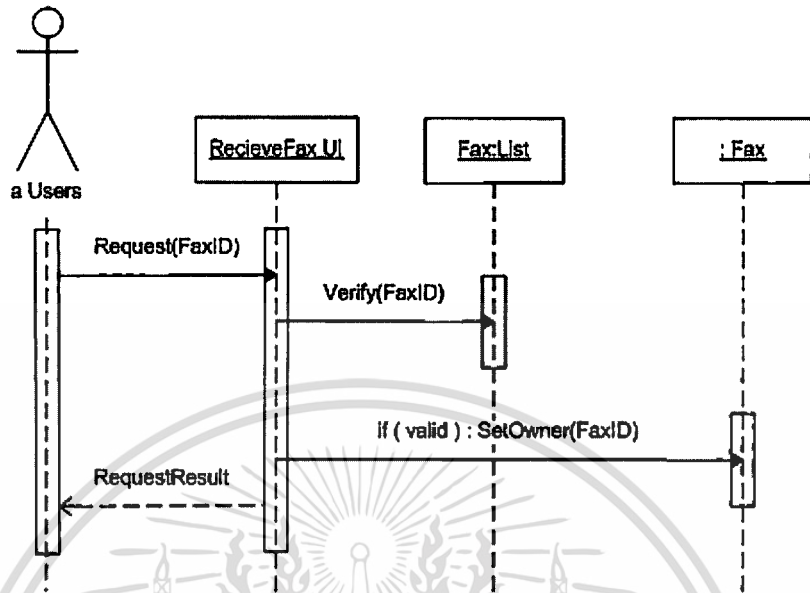 RecieveFax.UI
Fax:List
: Fax
a Users
Request(FaxID)
Verify(FaxID)
if ( valid ) : SetOwner(FaxID)
RequestResult